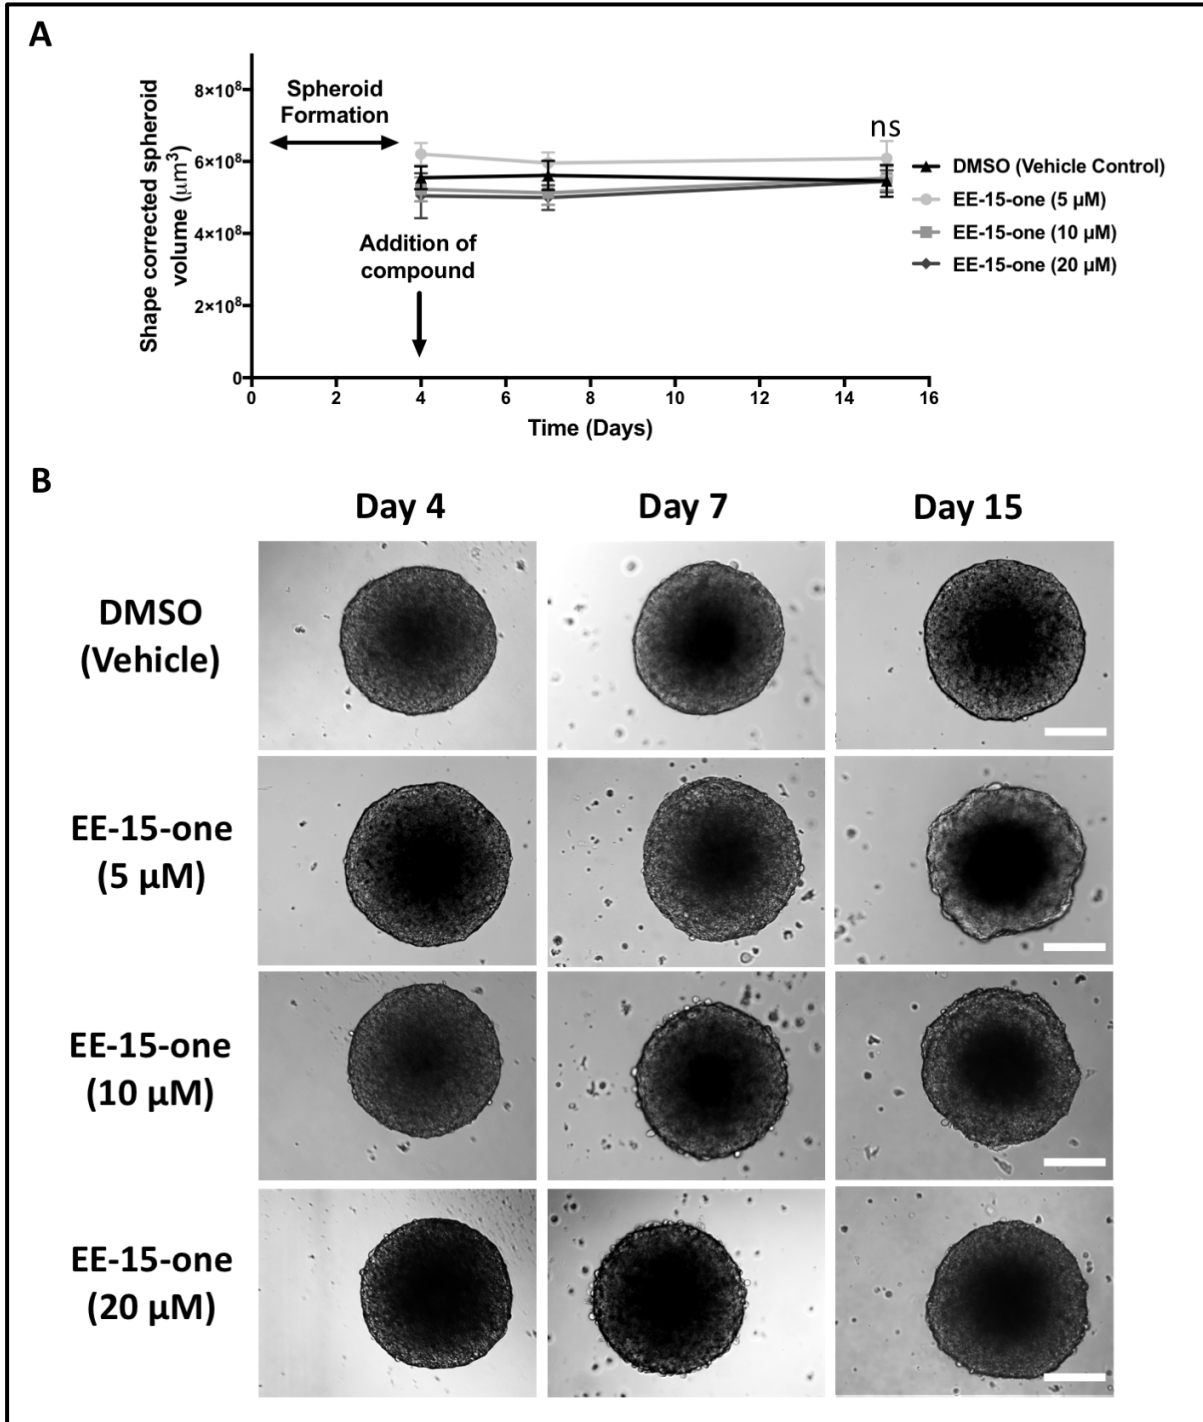 A
Shape corrected spheroid
volume (μm³)
8×10⁸
6×10⁸
4×10⁸
2×10⁸
0
Spheroid
Formation
Addition of
compound
ns
DMSO (Vehicle Control)
EE-15-one (5 μM)
EE-15-one (10 μM)
EE-15-one (20 μM)
0 2 4 6 8 10 12 14 16
Time (Days)
B
Day 4 Day 7 Day 15
DMSO
(Vehicle)
EE-15-one
(5 μM)
EE-15-one
(10 μM)
EE-15-one
(20 μM)